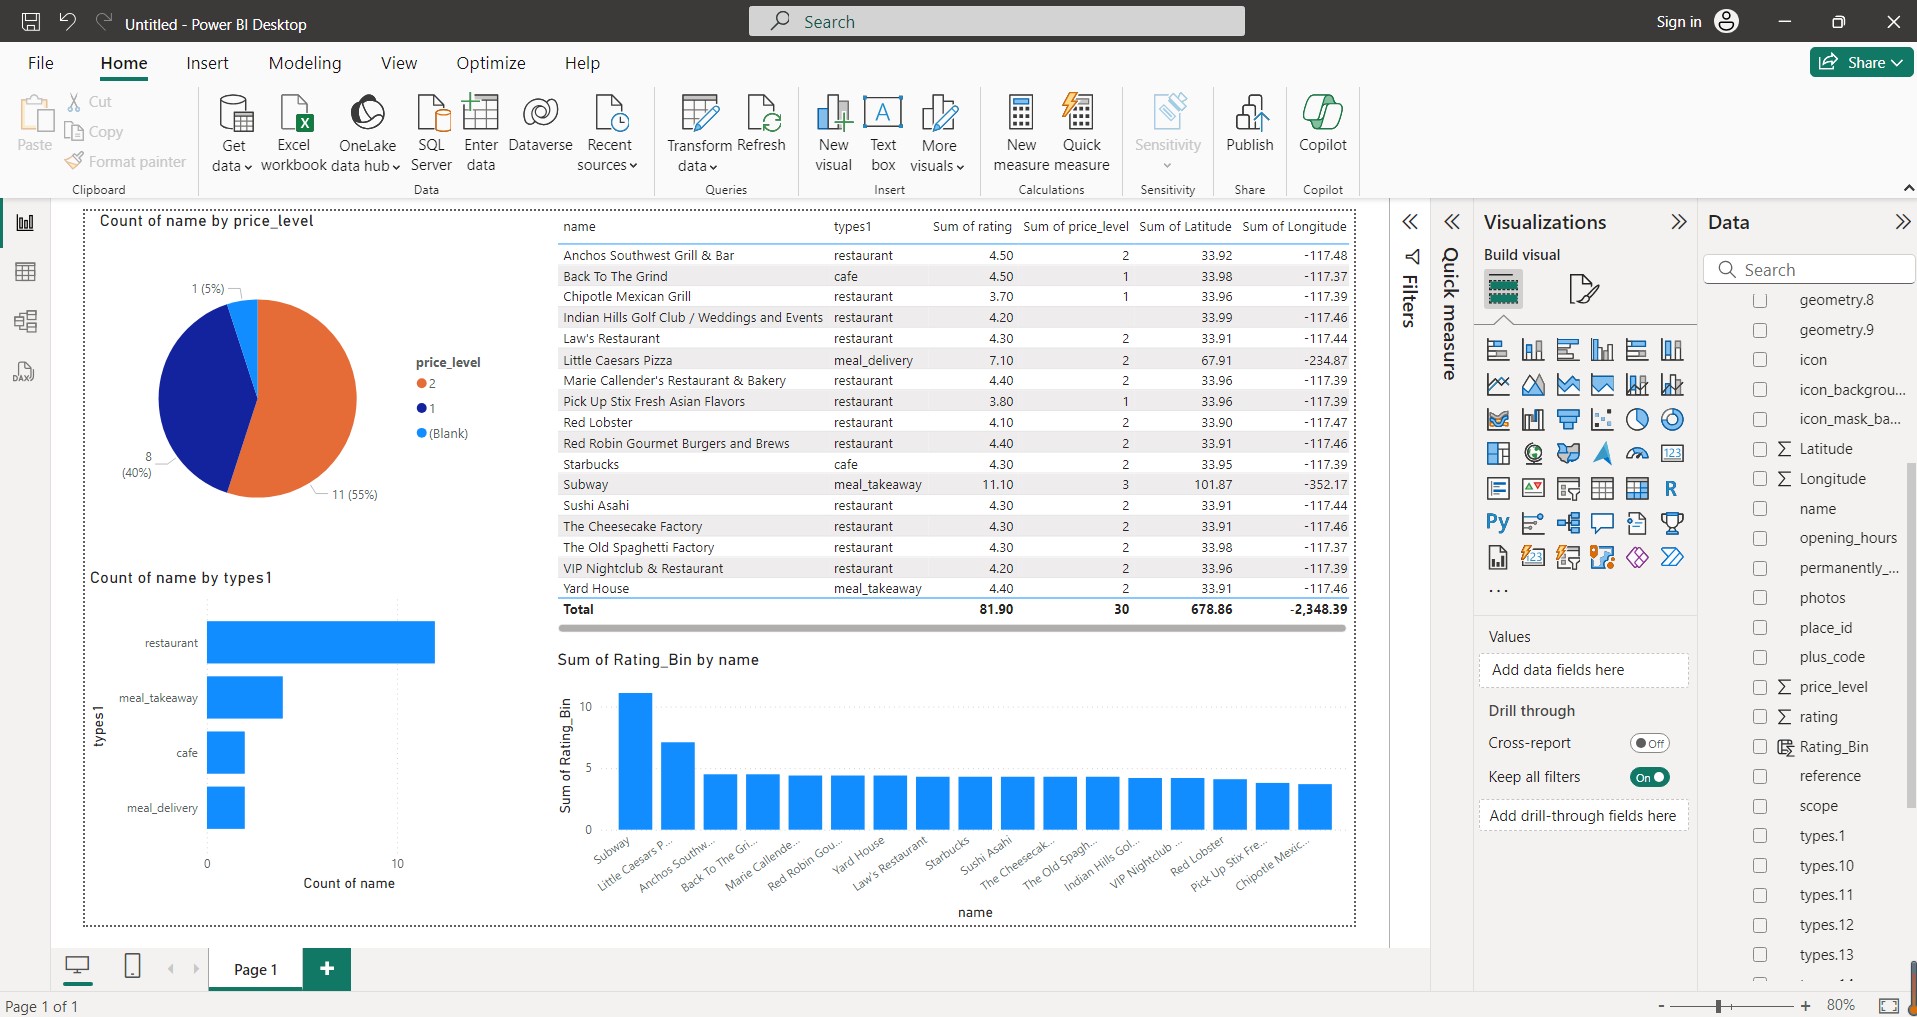 Untitled - Power BI Desktop
Search
Sign in
File Home Insert Modeling View Optimize Help
Share
Paste
Cut
Copy
Format painter
Clipboard
Get data
Excel workbook
OneLake data hub
SQL Server
Enter data
Dataverse
Recent sources
Data
Transform data
Refresh
Queries
New visual
Text box
More visuals
Insert
New measure
Quick measure
Calculations
Sensitivity
Sensitivity
Publish
Share
Copilot
Copilot
Count of name by price_level
1 (5%)
8
(40%)
11 (55%)
price_level
2
1
(Blank)
name types1 Sum of rating Sum of price_level Sum of Latitude Sum of Longitude
Anchos Southwest Grill & Bar restaurant 4.50 2 33.92 -117.48
Back To The Grind cafe 4.50 1 33.98 -117.37
Chipotle Mexican Grill restaurant 3.70 1 33.96 -117.39
Indian Hills Golf Club / Weddings and Events restaurant 4.20 33.99 -117.46
Law's Restaurant restaurant 4.30 2 33.91 -117.44
Little Caesars Pizza meal_delivery 7.10 2 67.91 -234.87
Marie Callender's Restaurant & Bakery restaurant 4.40 2 33.96 -117.39
Pick Up Stix Fresh Asian Flavors restaurant 3.80 1 33.96 -117.39
Red Lobster restaurant 4.10 2 33.90 -117.47
Red Robin Gourmet Burgers and Brews restaurant 4.40 2 33.91 -117.46
Starbucks cafe 4.30 2 33.95 -117.39
Subway meal_takeaway 11.10 3 101.87 -352.17
Sushi Asahi restaurant 4.30 2 33.91 -117.44
The Cheesecake Factory restaurant 4.30 2 33.91 -117.46
The Old Spaghetti Factory restaurant 4.30 2 33.98 -117.37
VIP Nightclub & Restaurant restaurant 4.20 2 33.96 -117.39
Yard House meal_takeaway 4.40 2 33.91 -117.46
Total 81.90 30 678.86 -2,348.39
Count of name by types1
types1
restaurant
meal_takeaway
cafe
meal_delivery
0 10
Count of name
Sum of Rating_Bin by name
Sum of Rating_Bin
10
5
0
Subway
Little Caesars P...
Anchos Southw...
Back To The Gri...
Marie Callende...
Red Robin Gou...
Yard House
Law's Restaurant
Starbucks
Sushi Asahi
The Cheesecak...
The Old Spagh...
Indian Hills Gol...
VIP Nightclub ...
Red Lobster
Pick Up Stix Fre...
Chipotle Mexic...
name
Filters
Quick measure
Visualizations
Build visual
123
R
Py
123
...
Values
Add data fields here
Drill through
Cross-report Off
Keep all filters On
Add drill-through fields here
Data
Search
geometry.8
geometry.9
icon
icon_backgrou...
icon_mask_ba...
Latitude
Longitude
name
opening_hours
permanently_...
photos
place_id
plus_code
price_level
rating
Rating_Bin
reference
scope
types.1
types.10
types.11
types.12
types.13
DAX
Page 1
+
Page 1 of 1
- + 80%